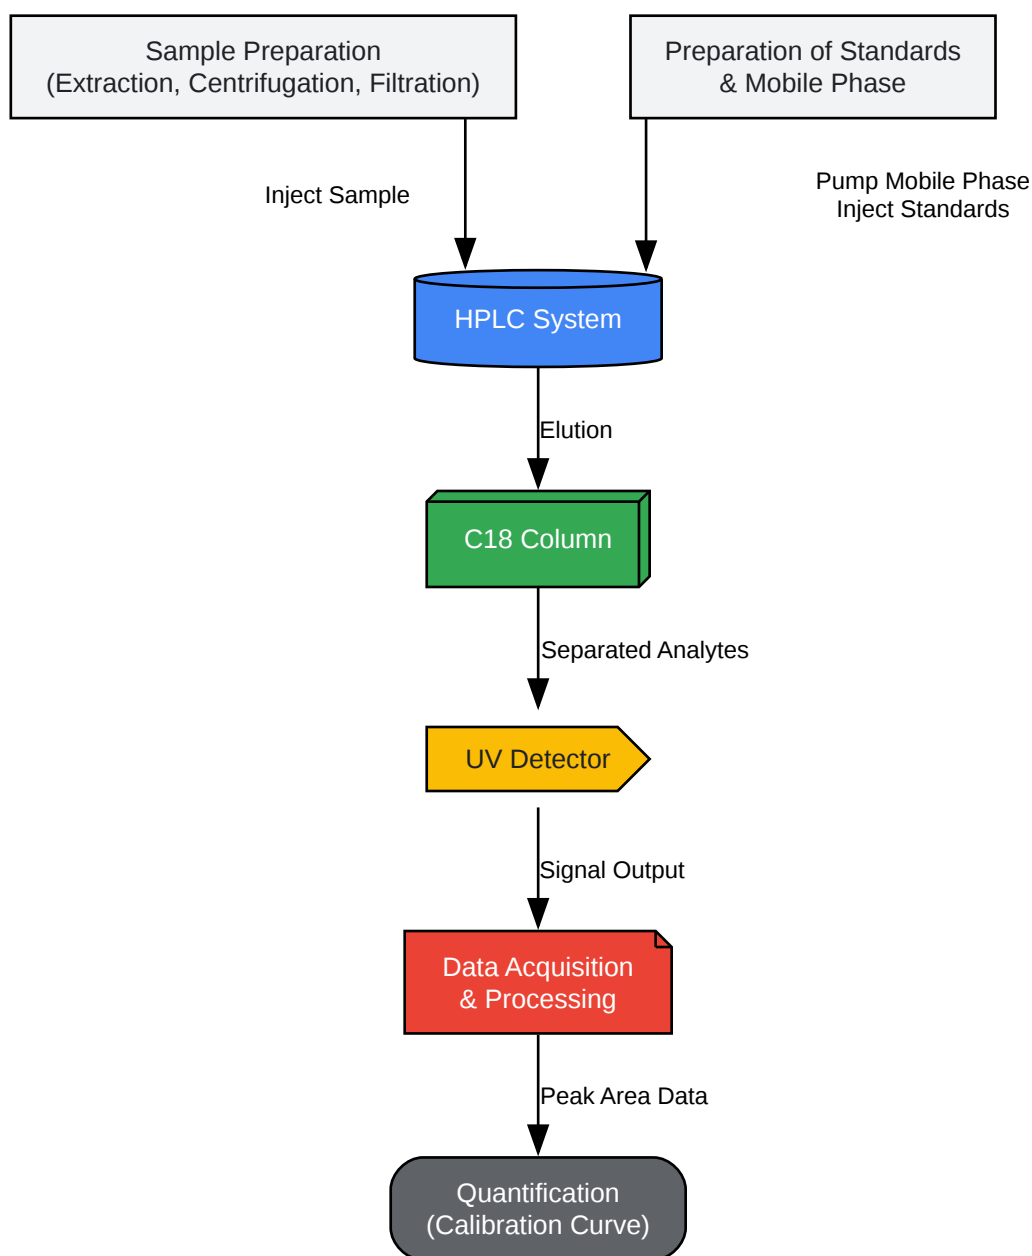 Sample Preparation
(Extraction, Centrifugation, Filtration)
Preparation of Standards
& Mobile Phase
Inject Sample
Pump Mobile Phase
Inject Standards
HPLC System
Elution
C18 Column
Separated Analytes
UV Detector
Signal Output
Data Acquisition
& Processing
Peak Area Data
Quantification
(Calibration Curve)